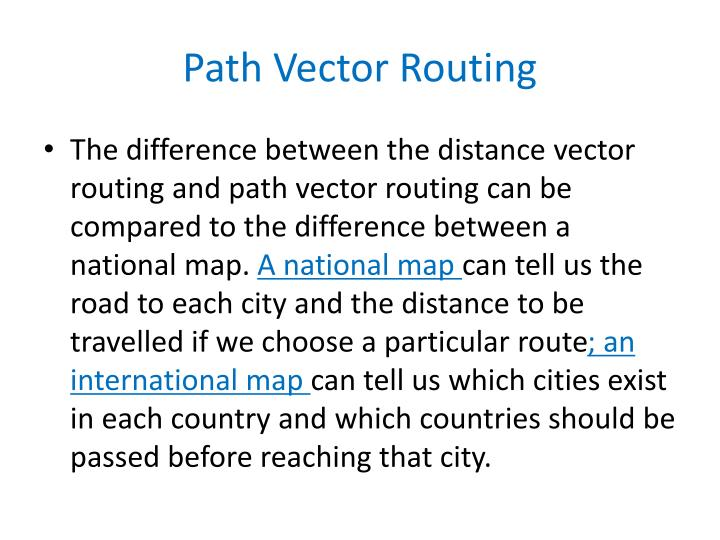 Path Vector Routing
• The difference between the distance vector
routing and path vector routing can be
compared to the difference between a
national map. A national map can tell us the
road to each city and the distance to be
travelled if we choose a particular route; an
international map can tell us which cities exist
in each country and which countries should be
passed before reaching that city.